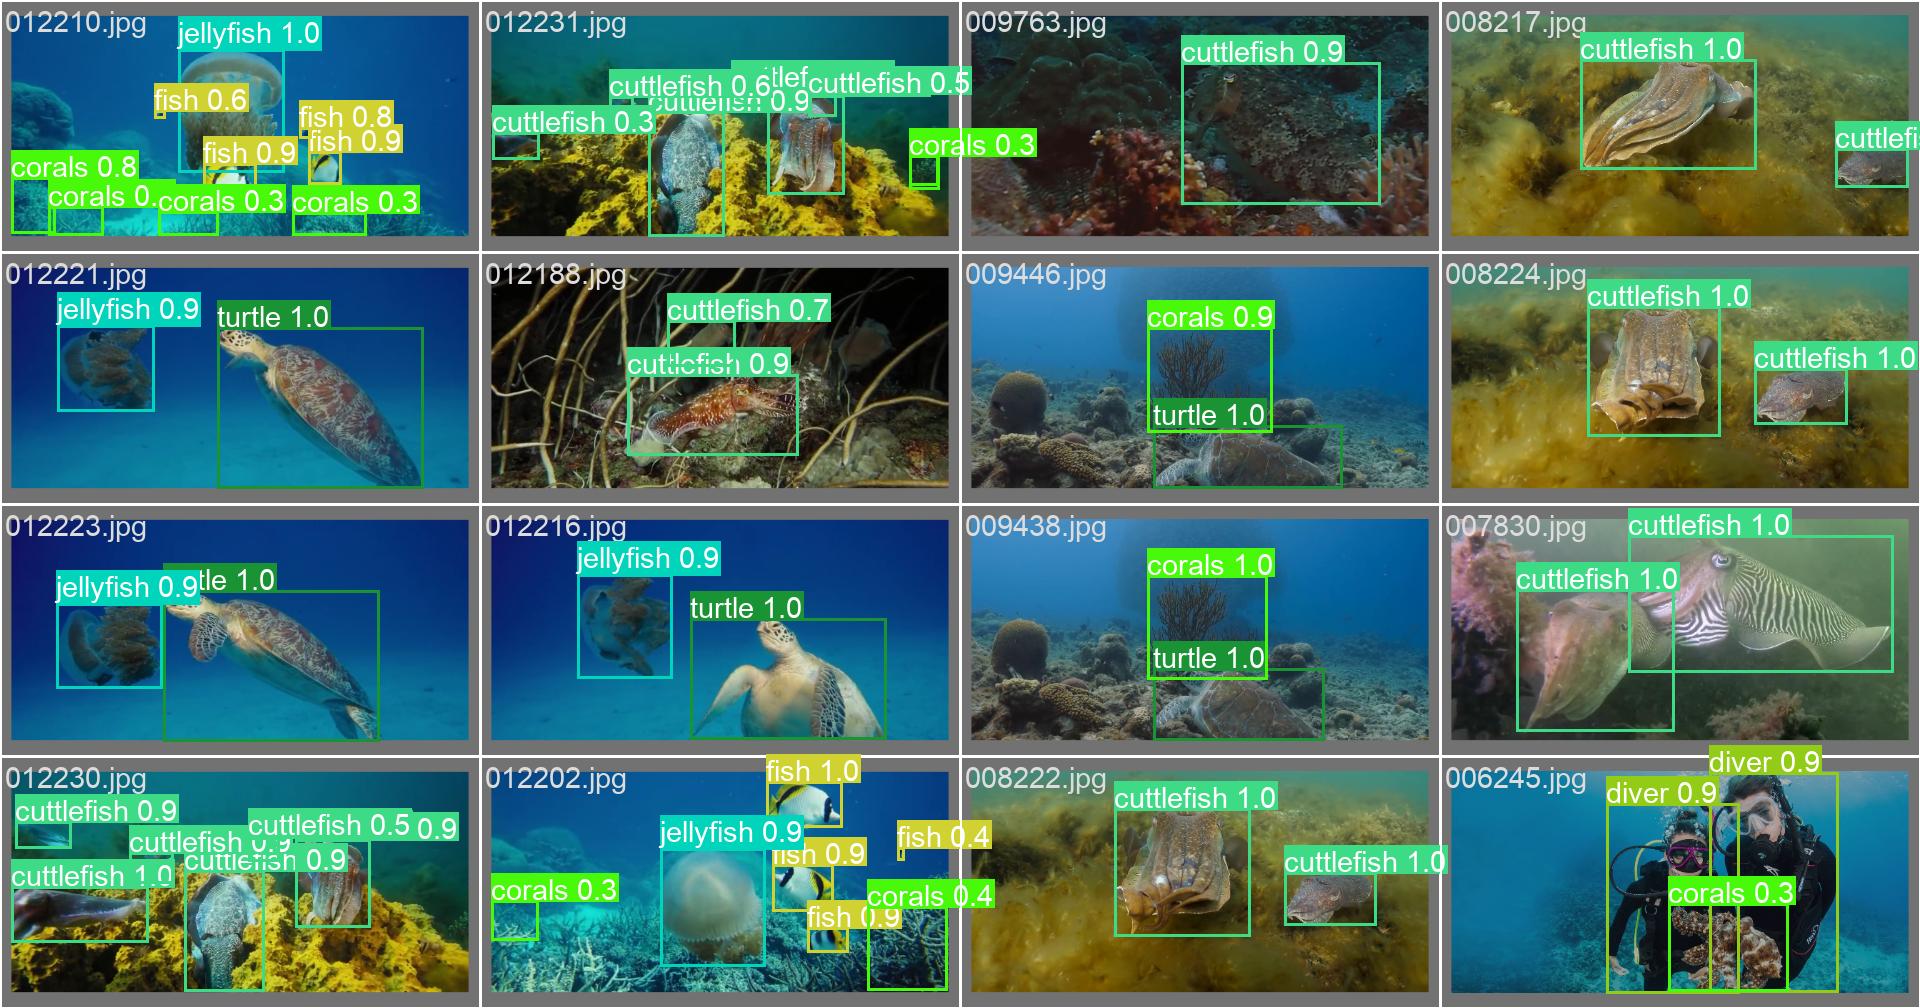 012210.jpg
jellyfish 1.0
fish 0.6
fish 0.8
fish 0.9
fish 0.9
corals 0.8
corals 0.
corals 0.3
corals 0.3
012231.jpg
cuttlefish 0.6
tlef
cuttlefish 0.5
cuttlefish 0.9
cuttlefish 0.3
corals 0.3
009763.jpg
cuttlefish 0.9
008217.jpg
cuttlefish 1.0
cuttlefi
012221.jpg
jellyfish 0.9
turtle 1.0
012188.jpg
cuttlefish 0.7
cuttlefish 0.9
009446.jpg
corals 0.9
turtle 1.0
008224.jpg
cuttlefish 1.0
cuttlefish 1.0
012223.jpg
jellyfish 0.9
tle 1.0
012216.jpg
jellyfish 0.9
turtle 1.0
009438.jpg
corals 1.0
turtle 1.0
007830.jpg
cuttlefish 1.0
cuttlefish 1.0
012230.jpg
cuttlefish 0.9
cuttlefish 0.5
0.9
cuttlefish 0.9
cuttlefish 0.9
cuttlefish 1.0
012202.jpg
fish 1.0
jellyfish 0.9
fish 0.4
fish 0.9
corals 0.3
corals 0.4
fish 0.9
008222.jpg
cuttlefish 1.0
cuttlefish 1.0
006245.jpg
diver 0.9
diver 0.9
corals 0.3